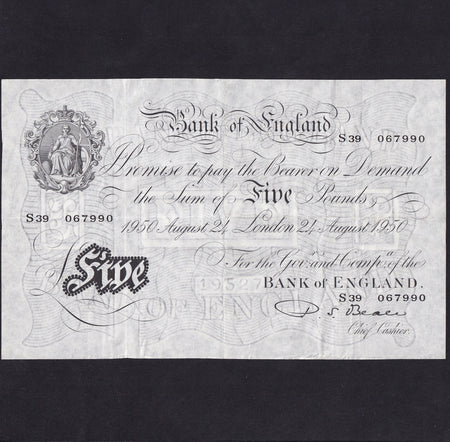 Bank of England
S39 067990
I Promise to pay the Bearer on Demand
the Sum of Five Pounds
S39 067990
1950 August 24 London 24 August 1950
For the Govr. and Compa. of the
Five
BANK of ENGLAND.
S39 067990
P S Beale
Chief Cashier.